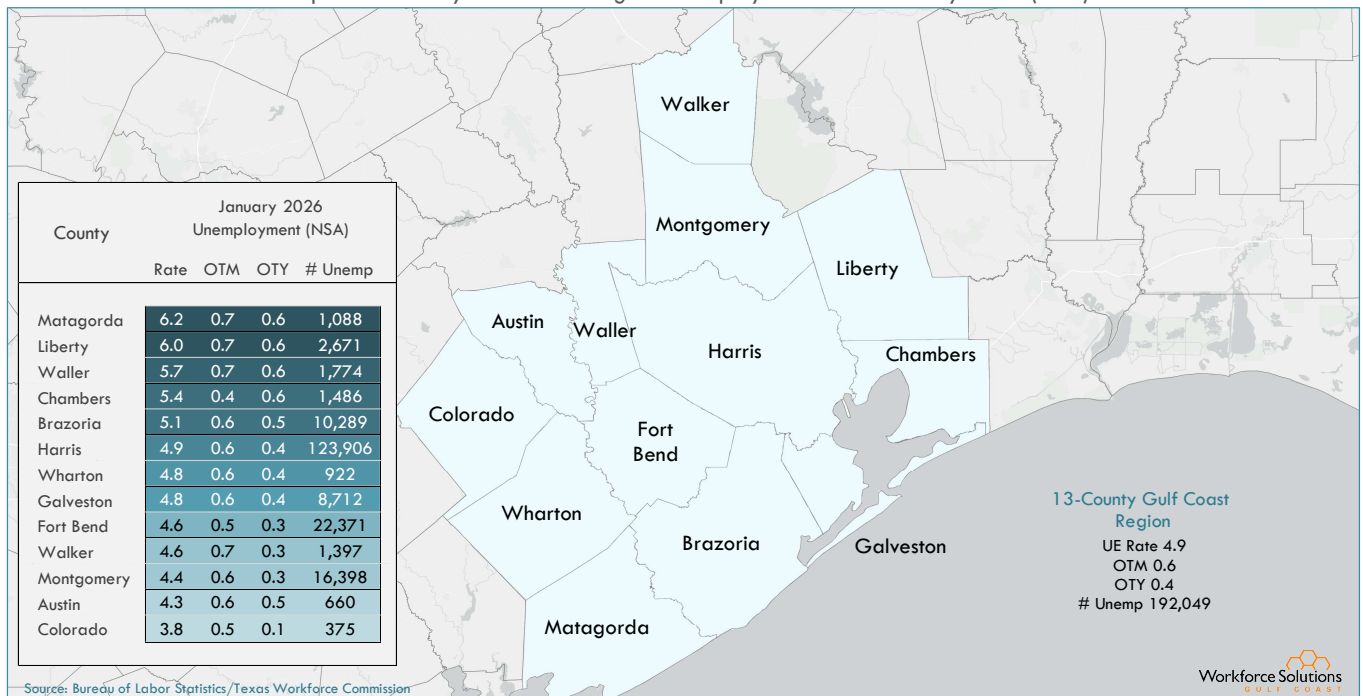 County
January 2026
Unemployment (NSA)
Rate OTM OTY # Unemp
Matagorda 6.2 0.7 0.6 1,088
Liberty 6.0 0.7 0.6 2,671
Waller 5.7 0.7 0.6 1,774
Chambers 5.4 0.4 0.6 1,486
Brazoria 5.1 0.6 0.5 10,289
Harris 4.9 0.6 0.4 123,906
Wharton 4.8 0.6 0.4 922
Galveston 4.8 0.6 0.4 8,712
Fort Bend 4.6 0.5 0.3 22,371
Walker 4.6 0.7 0.3 1,397
Montgomery 4.4 0.6 0.3 16,398
Austin 4.3 0.6 0.5 660
Colorado 3.8 0.5 0.1 375
Walker
Montgomery
Liberty
Austin
Waller
Harris
Chambers
Colorado
Fort
Bend
Wharton
Brazoria
Galveston
Matagorda
13-County Gulf Coast
Region
UE Rate 4.9
OTM 0.6
OTY 0.4
# Unemp 192,049
Source: Bureau of Labor Statistics/Texas Workforce Commission
Workforce Solutions
GULF COAST